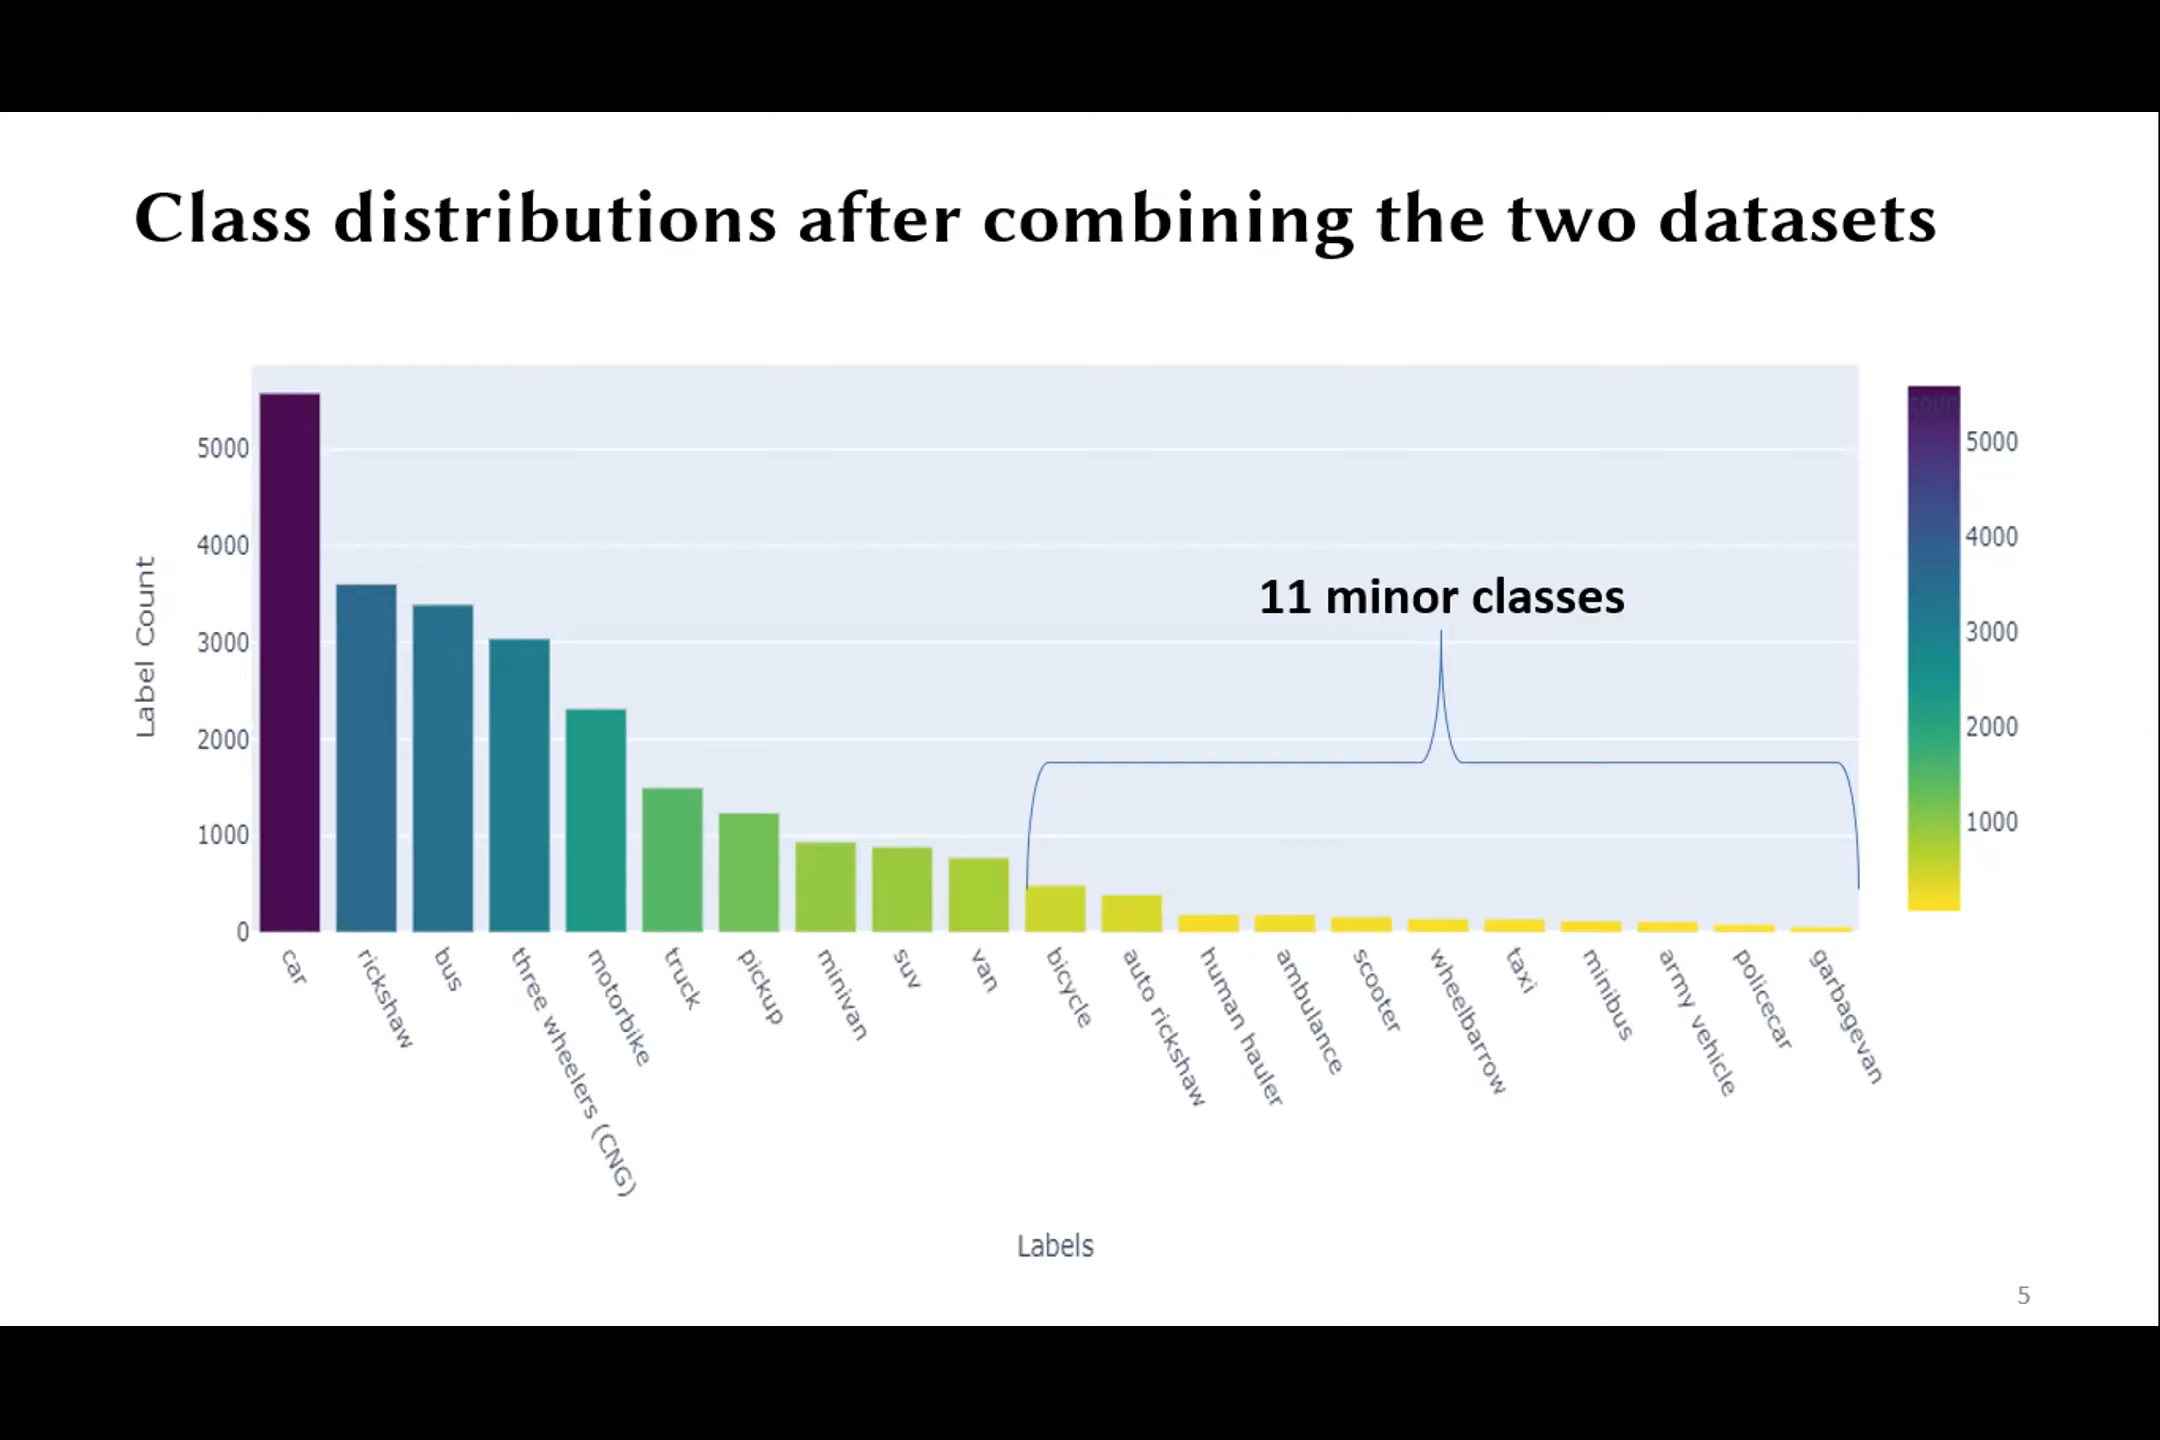 Class distributions after combining the two datasets
Label Count
5000
4000
3000
2000
1000
0
11 minor classes
car
rickshaw
bus
three wheelers (CNG)
motorbike
truck
pickup
minivan
suv
van
bicycle
auto rickshaw
human hauler
ambulance
scooter
wheelbarrow
taxi
minibus
army vehicle
policecar
garbagevan
Labels
5000
4000
3000
2000
1000
5